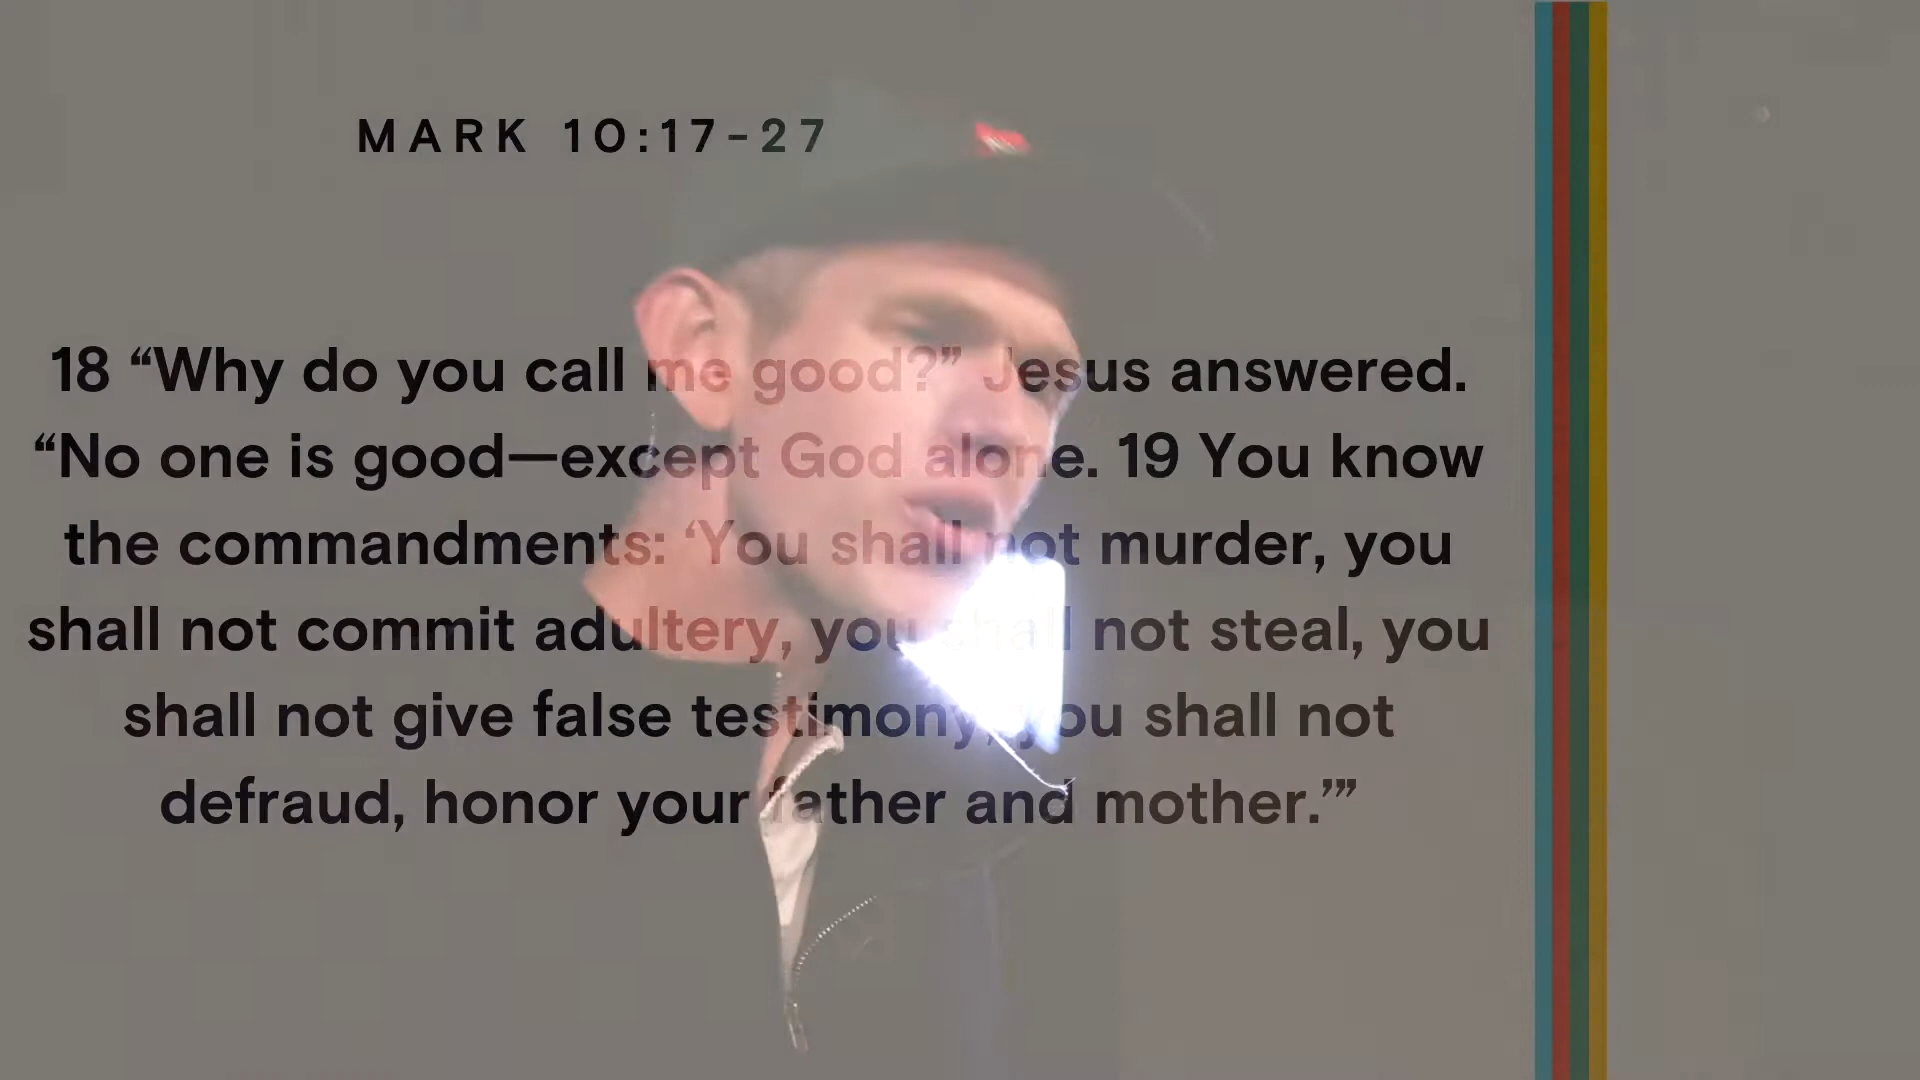 MARK 10:17-27
18 “Why do you call me good?” Jesus answered.
“No one is good—except God alone. 19 You know
the commandments: ‘You shall not murder, you
shall not commit adultery, you shall not steal, you
shall not give false testimony, you shall not
defraud, honor your father and mother.’”